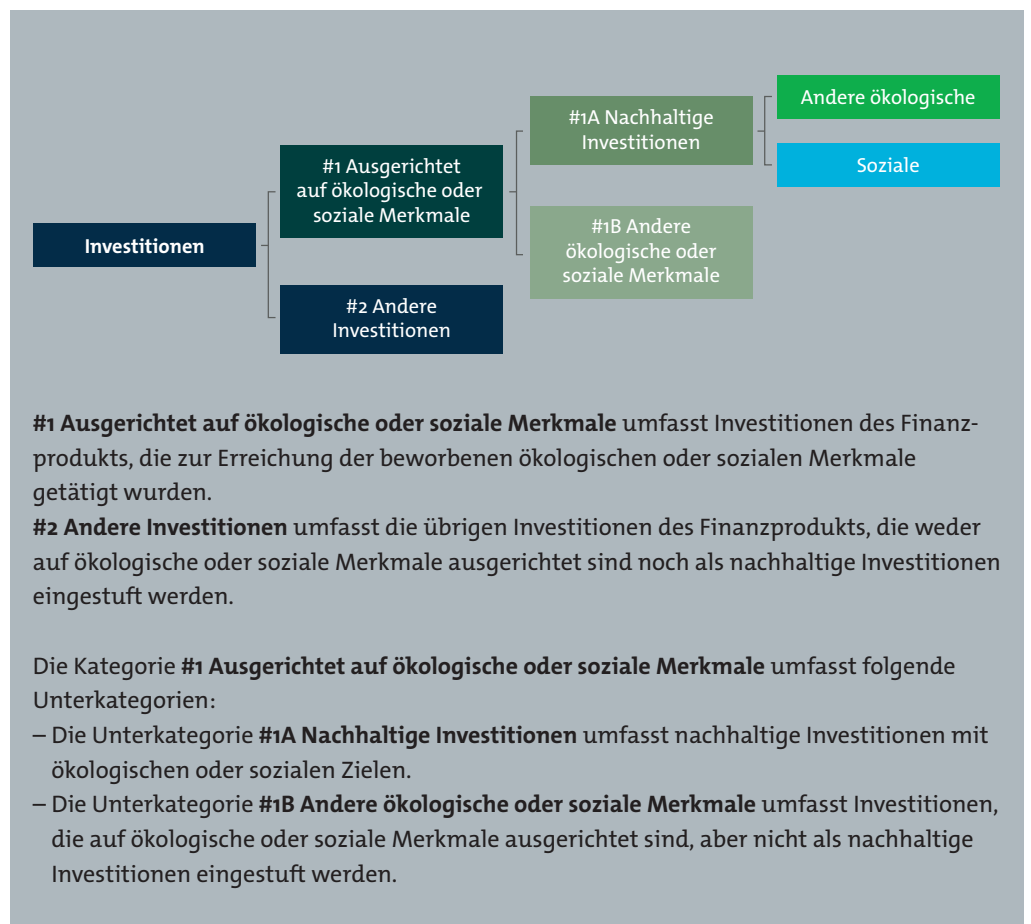 Investitionen
#1 Ausgerichtet
auf ökologische oder
soziale Merkmale
#2 Andere
Investitionen
#1A Nachhaltige
Investitionen
#1B Andere
ökologische oder
soziale Merkmale
Andere ökologische
Soziale
#1 Ausgerichtet auf ökologische oder soziale Merkmale umfasst Investitionen des Finanz-
produkts, die zur Erreichung der beworbenen ökologischen oder sozialen Merkmale
getätigt wurden.
#2 Andere Investitionen umfasst die übrigen Investitionen des Finanzprodukts, die weder
auf ökologische oder soziale Merkmale ausgerichtet sind noch als nachhaltige Investitionen
eingestuft werden.
Die Kategorie #1 Ausgerichtet auf ökologische oder soziale Merkmale umfasst folgende
Unterkategorien:
– Die Unterkategorie #1A Nachhaltige Investitionen umfasst nachhaltige Investitionen mit
ökologischen oder sozialen Zielen.
– Die Unterkategorie #1B Andere ökologische oder soziale Merkmale umfasst Investitionen,
die auf ökologische oder soziale Merkmale ausgerichtet sind, aber nicht als nachhaltige
Investitionen eingestuft werden.